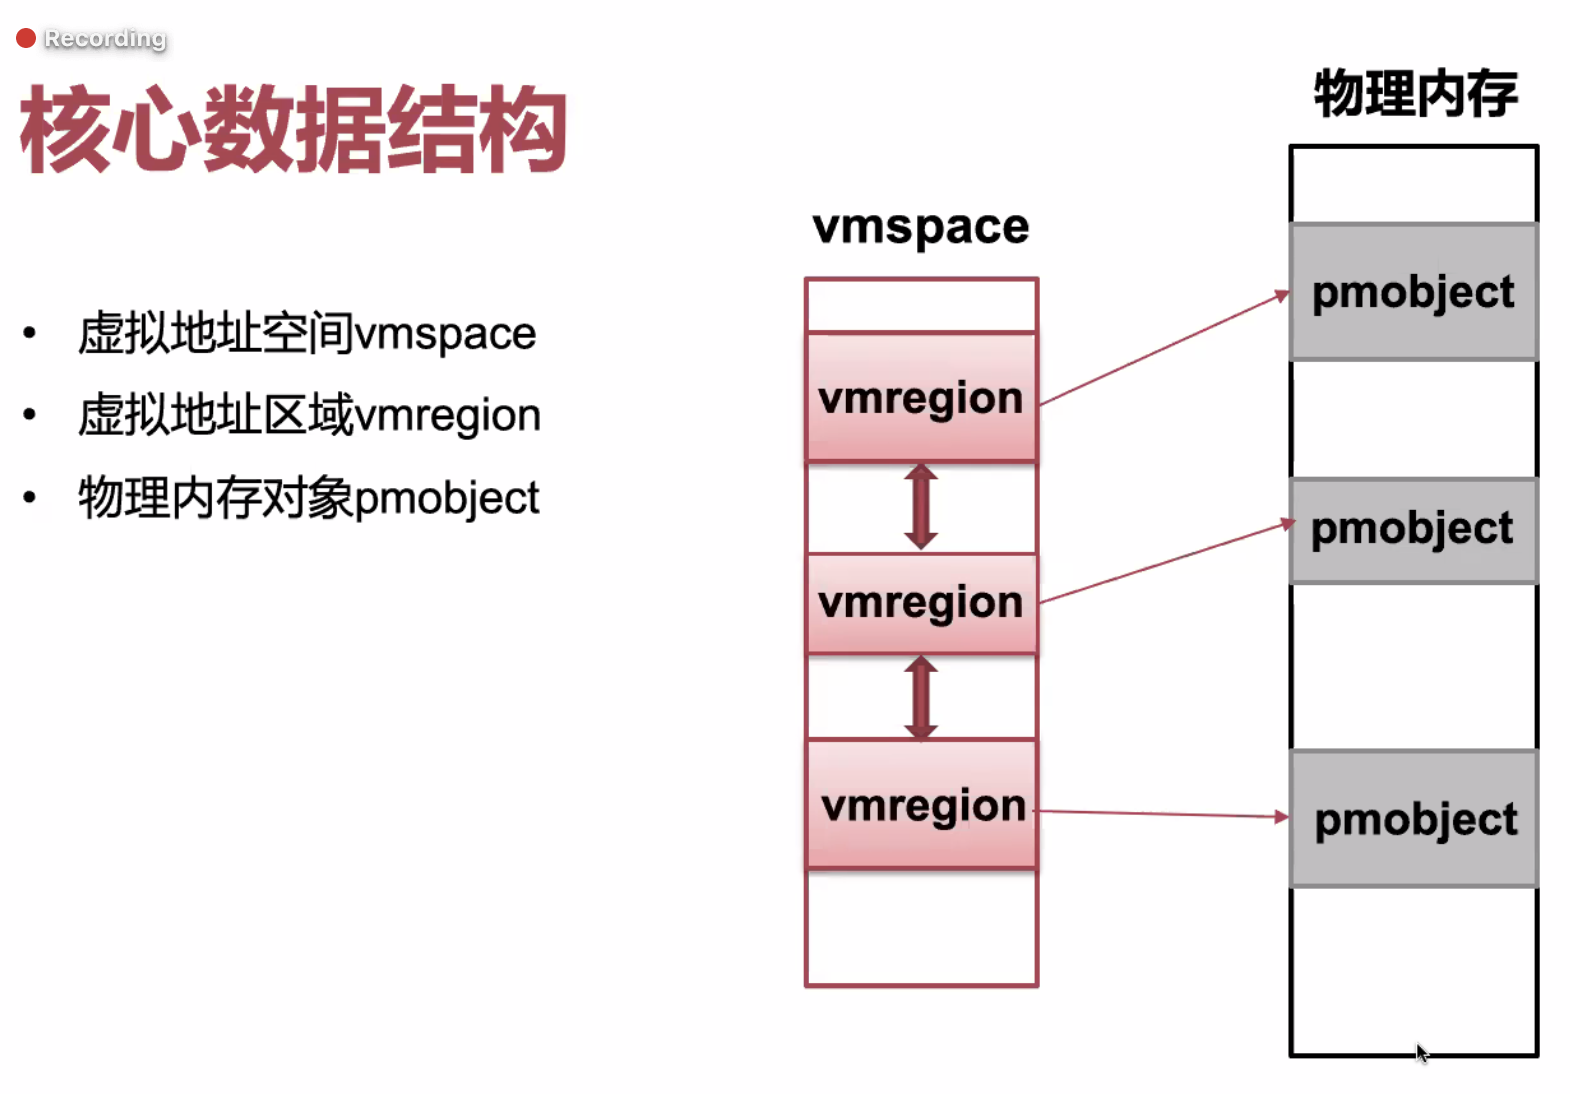 Recording
核心数据结构
物理内存
vmspace
• 虚拟地址空间vmspace
• 虚拟地址区域vmregion
• 物理内存对象pmobject
vmregion
vmregion
vmregion
pmobject
pmobject
pmobject